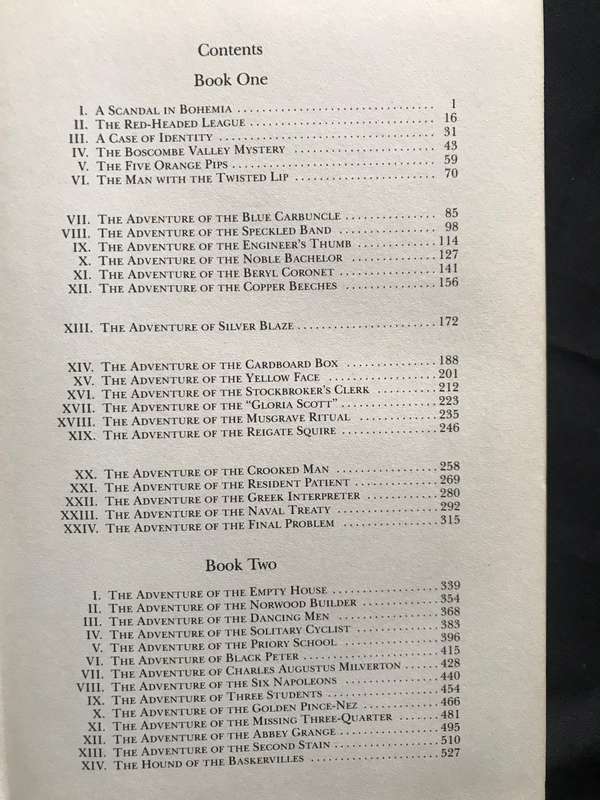 Contents
Book One
I. A Scandal in Bohemia .................................. 1
II. The Red-Headed League ................................ 16
III. A Case of Identity .................................. 31
IV. The Boscombe Valley Mystery .......................... 43
V. The Five Orange Pips .................................. 59
VI. The Man with the Twisted Lip ......................... 70
VII. The Adventure of the Blue Carbuncle ................. 85
VIII. The Adventure of the Speckled Band ................. 98
IX. The Adventure of the Engineer's Thumb ................ 114
X. The Adventure of the Noble Bachelor ................... 127
XI. The Adventure of the Beryl Coronet ................... 141
XII. The Adventure of the Copper Beeches ................. 156
XIII. The Adventure of Silver Blaze ...................... 172
XIV. The Adventure of the Cardboard Box .................. 188
XV. The Adventure of the Yellow Face ..................... 201
XVI. The Adventure of the Stockbroker's Clerk ............ 212
XVII. The Adventure of the "Gloria Scott" ................ 223
XVIII. The Adventure of the Musgrave Ritual .............. 235
XIX. The Adventure of the Reigate Squire ................. 246
XX. The Adventure of the Crooked Man ..................... 258
XXI. The Adventure of the Resident Patient ............... 269
XXII. The Adventure of the Greek Interpreter ............. 280
XXIII. The Adventure of the Naval Treaty ................. 292
XXIV. The Adventure of the Final Problem ................. 315
Book Two
I. The Adventure of the Empty House ...................... 339
II. The Adventure of the Norwood Builder ................. 354
III. The Adventure of the Dancing Men .................... 368
IV. The Adventure of the Solitary Cyclist ................ 383
V. The Adventure of the Priory School .................... 396
VI. The Adventure of Black Peter ......................... 415
VII. The Adventure of Charles Augustus Milverton ......... 428
VIII. The Adventure of the Six Napoleons ................. 440
IX. The Adventure of Three Students ...................... 454
X. The Adventure of the Golden Pince-Nez ................. 466
XI. The Adventure of the Missing Three-Quarter ........... 481
XII. The Adventure of the Abbey Grange ................... 495
XIII. The Adventure of the Second Stain .................. 510
XIV. The Hound of the Baskervilles ....................... 527